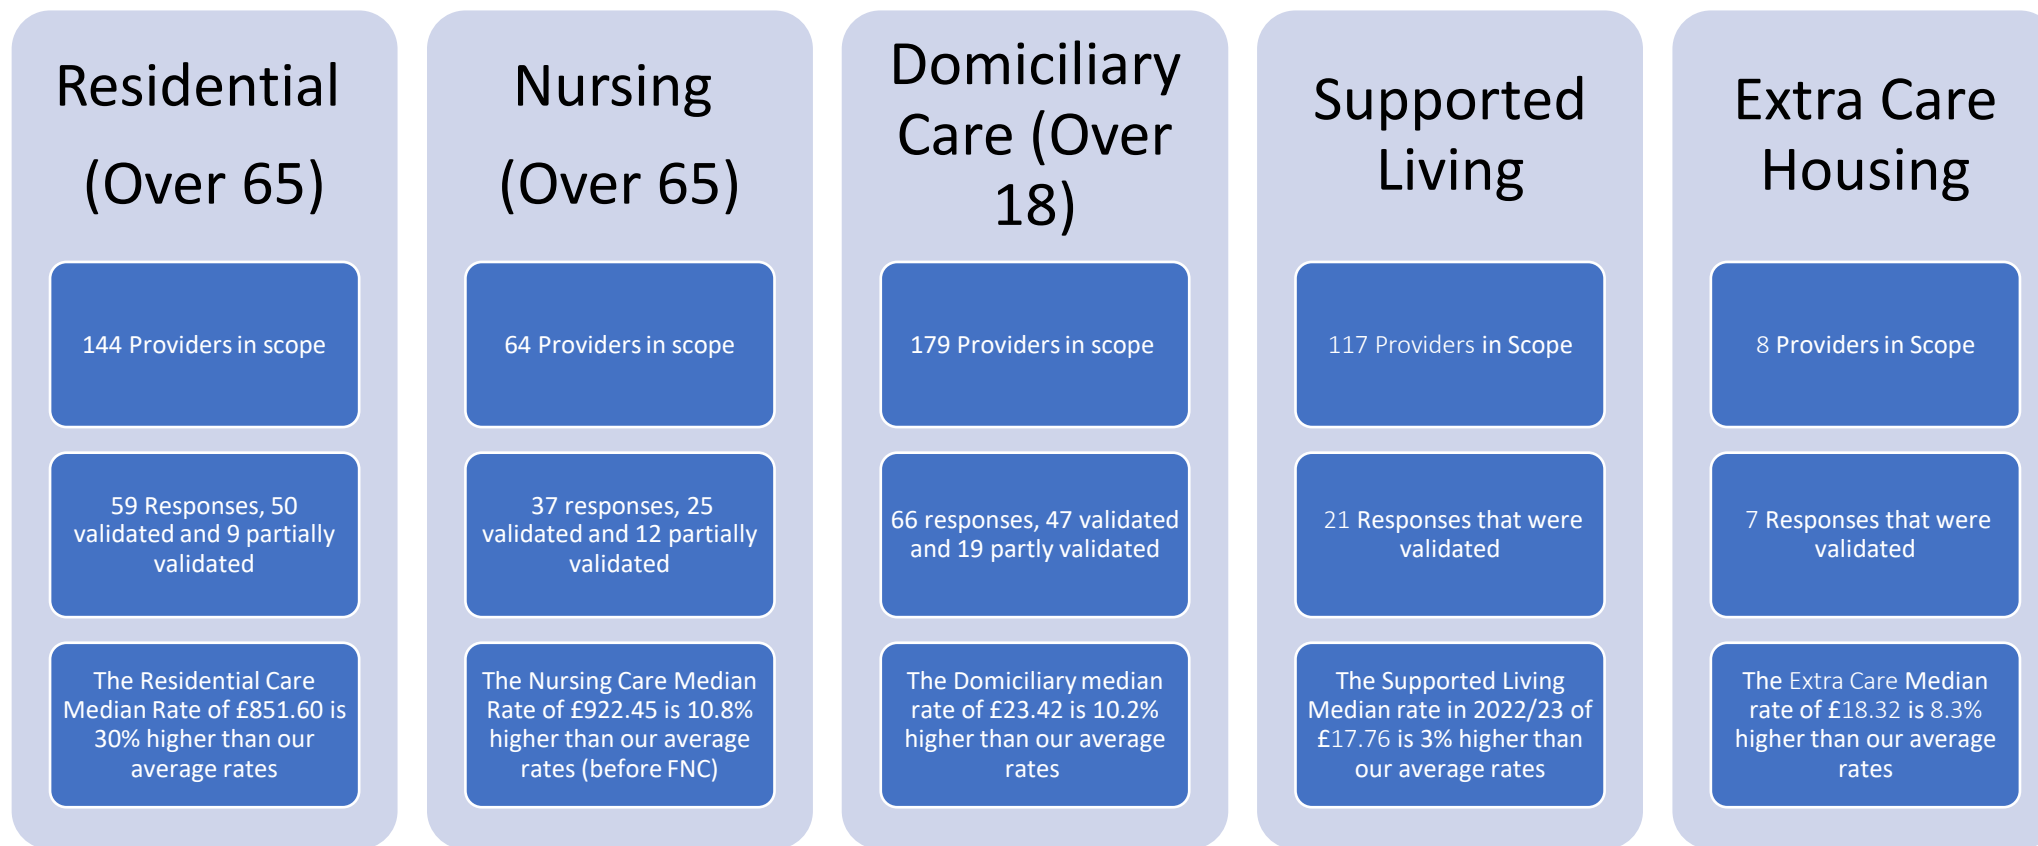 Residential
(Over 65)
144 Providers in scope
59 Responses, 50
validated and 9 partially
validated
The Residential Care
Median Rate of £851.60 is
30% higher than our
average rates
Nursing
(Over 65)
64 Providers in scope
37 responses, 25
validated and 12 partially
validated
The Nursing Care Median
Rate of £922.45 is 10.8%
higher than our average
rates (before FNC)
Domiciliary
Care (Over
18)
179 Providers in scope
66 responses, 47 validated
and 19 partly validated
The Domiciliary median
rate of £23.42 is 10.2%
higher than our average
rates
Supported
Living
117 Providers in Scope
21 Responses that were
validated
The Supported Living
Median rate in 2022/23 of
£17.76 is 3% higher than
our average rates
Extra Care
Housing
8 Providers in Scope
7 Responses that were
validated
The Extra Care Median
rate of £18.32 is 8.3%
higher than our average
rates